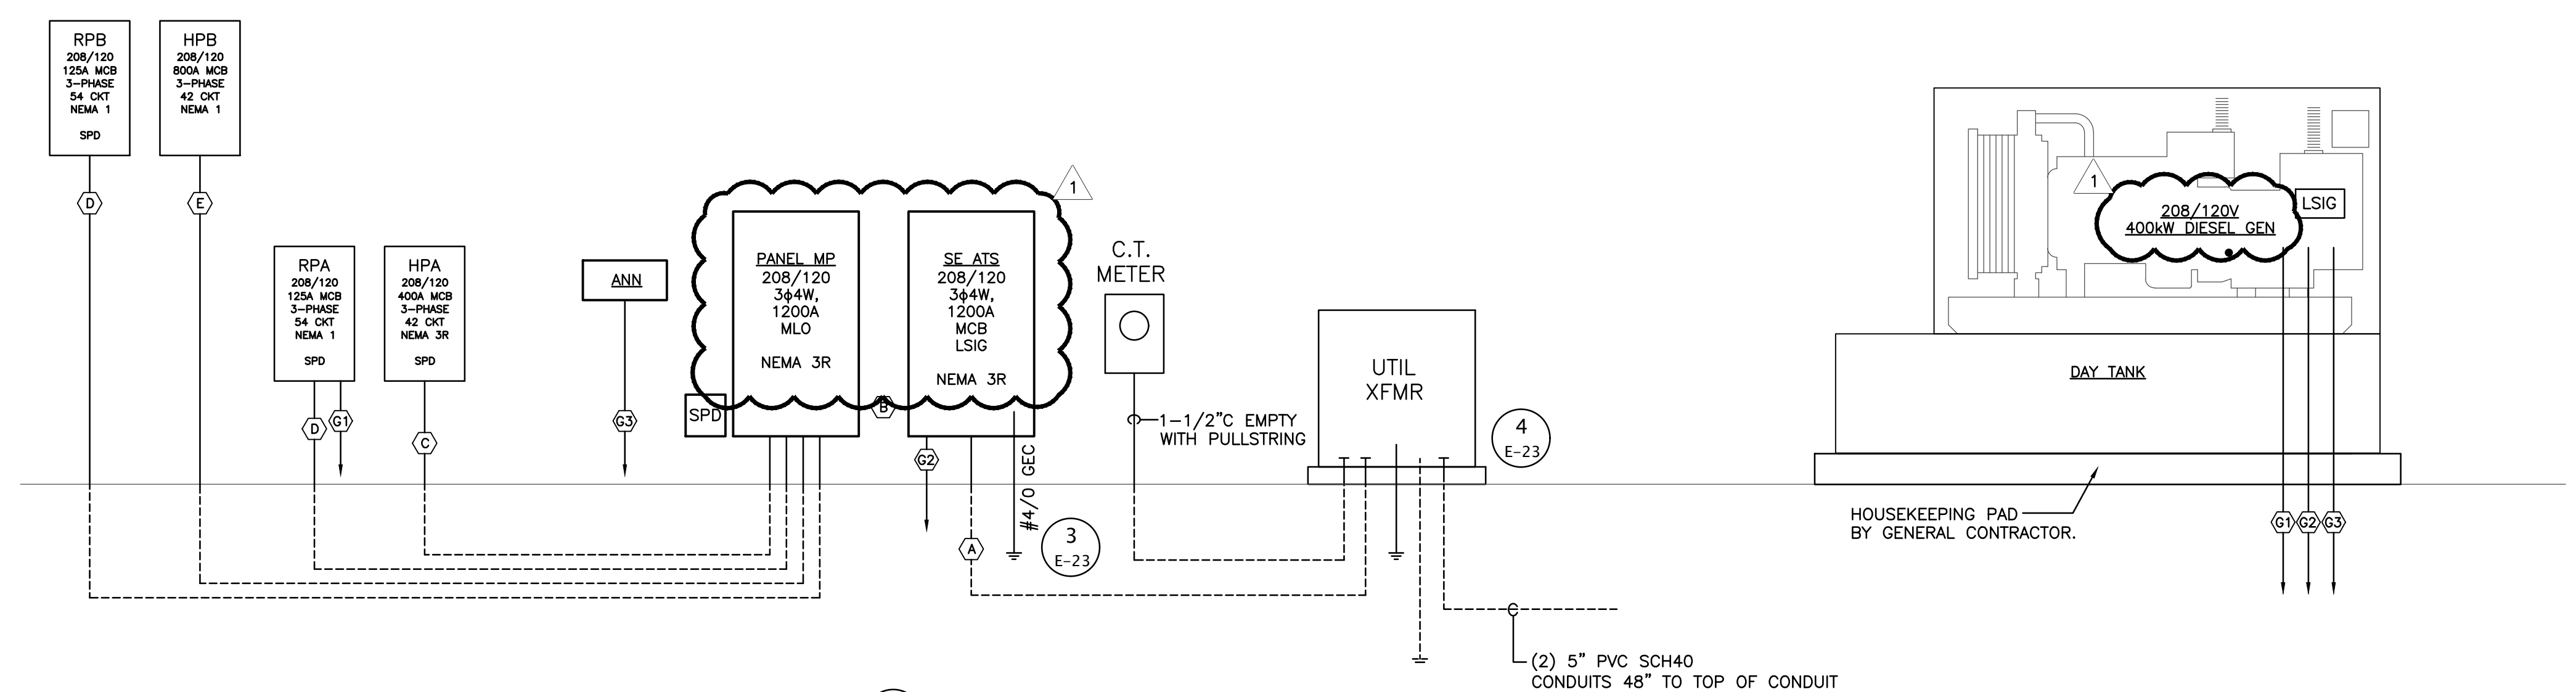 RPB
208/120
125A MCB
3-PHASE
54 CKT
NEMA 1
SPD
HPB
208/120
800A MCB
3-PHASE
42 CKT
NEMA 1
D
E
RPA
208/120
125A MCB
3-PHASE
54 CKT
NEMA 1
SPD
HPA
208/120
400A MCB
3-PHASE
42 CKT
NEMA 3R
SPD
D
G1
C
ANN
G3
PANEL MP
208/120
3ϕ4W,
1200A
MLO
NEMA 3R
SPD
B
SE ATS
208/120
3ϕ4W,
1200A
MCB
LSIG
NEMA 3R
1
G2
A
#4/0 GEC
3
E-23
C.T.
METER
1-1/2"C EMPTY
WITH PULLSTRING
UTIL
XFMR
4
E-23
(2) 5" PVC SCH40
CONDUITS 48" TO TOP OF CONDUIT
1
208/120V
400kW DIESEL GEN
LSIG
DAY TANK
HOUSEKEEPING PAD
BY GENERAL CONTRACTOR.
G1
G2
G3